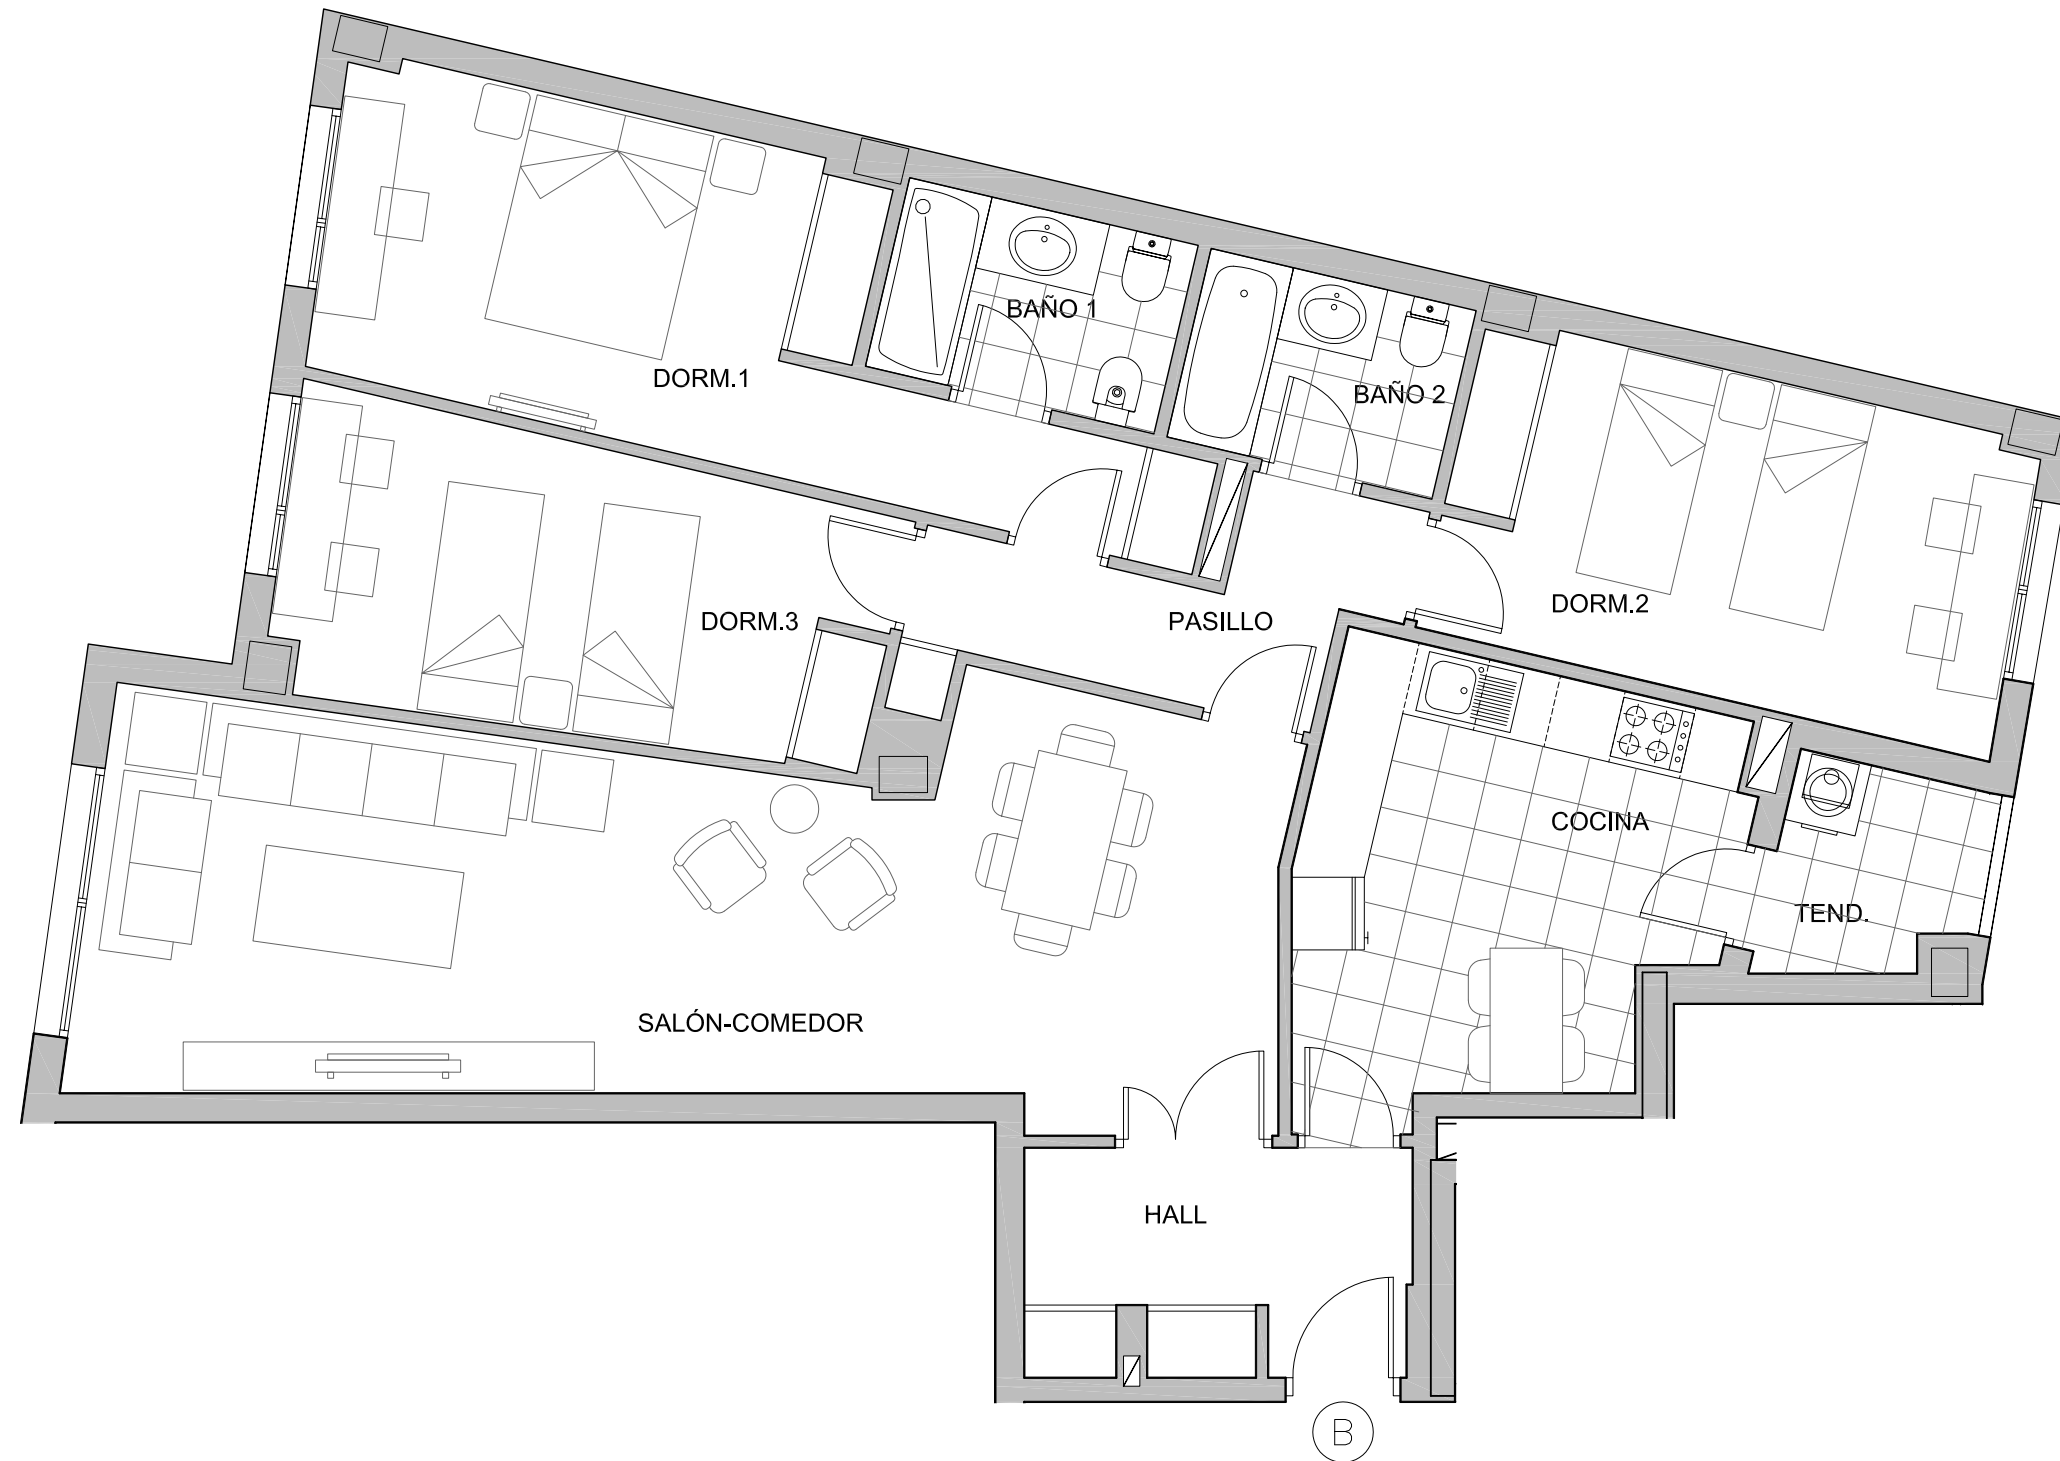 BAÑO 1
DORM.1
BAÑO 2
DORM.2
DORM.3
PASILLO
COCINA
TEND.
SALÓN-COMEDOR
HALL
B